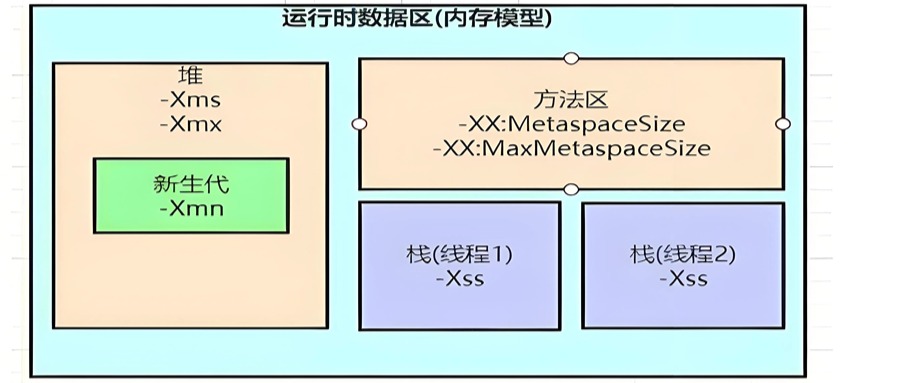 运行时数据区(内存模型)
堆
-Xms
-Xmx
新生代
-Xmn
方法区
-XX:MetaspaceSize
-XX:MaxMetaspaceSize
栈(线程1)
-Xss
栈(线程2)
-Xss